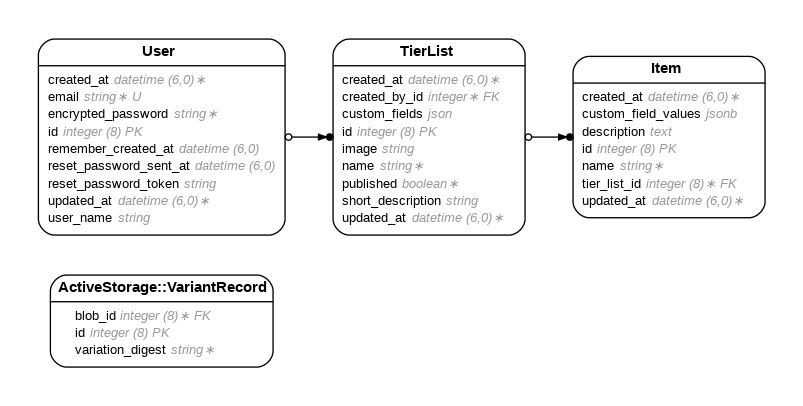 User
created_at datetime (6,0)∗
email string∗ U
encrypted_password string∗
id integer (8) PK
remember_created_at datetime (6,0)
reset_password_sent_at datetime (6,0)
reset_password_token string
updated_at datetime (6,0)∗
user_name string
TierList
created_at datetime (6,0)∗
created_by_id integer∗ FK
custom_fields json
id integer (8) PK
image string
name string∗
published boolean∗
short_description string
updated_at datetime (6,0)∗
Item
created_at datetime (6,0)∗
custom_field_values jsonb
description text
id integer (8) PK
name string∗
tier_list_id integer (8)∗ FK
updated_at datetime (6,0)∗
ActiveStorage::VariantRecord
blob_id integer (8)∗ FK
id integer (8) PK
variation_digest string∗